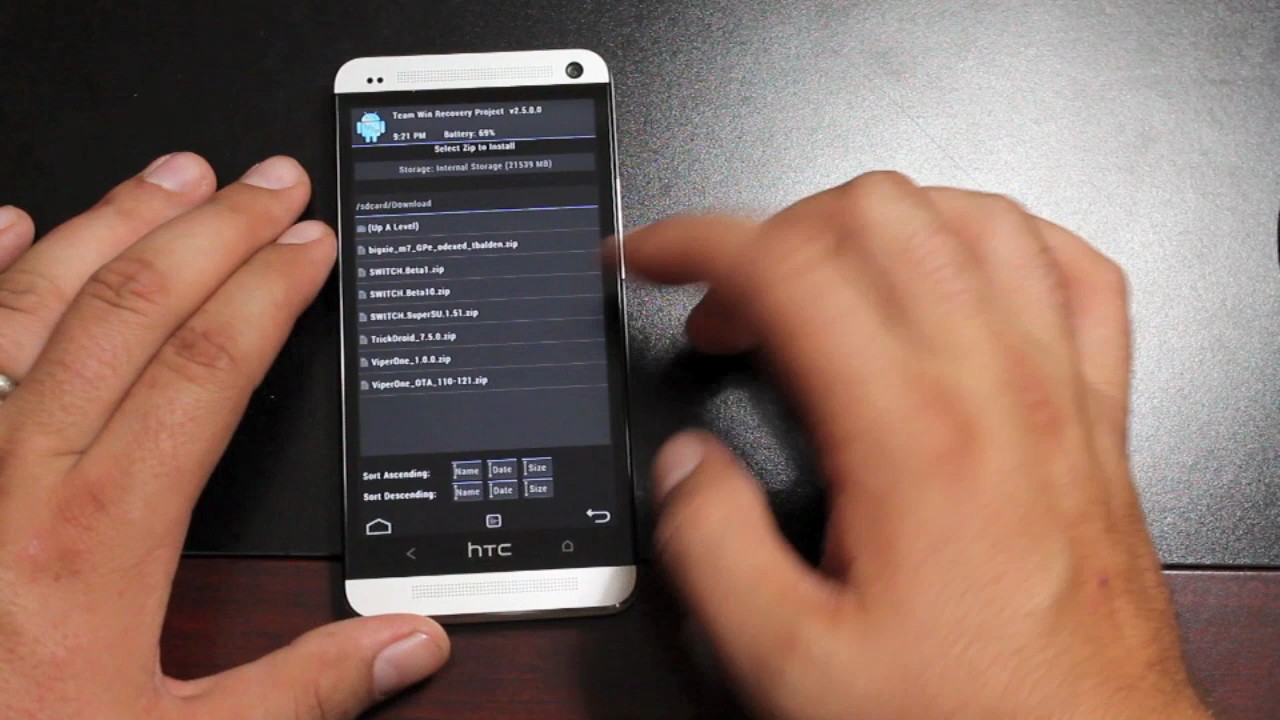 Team Win Recovery Project v2.5.0.0
9:21 PM Battery: 69%
Select Zip to Install
Storage: Internal Storage (21539 MB)
/sdcard/Download
(Up A Level)
bigxie_m7_GPe_odexed_tbalden.zip
SWITCH.Beta1.zip
SWITCH.Beta10.zip
SWITCH.SuperSU.1.51.zip
TrickDroid_7.5.0.zip
ViperOne_1.0.0.zip
ViperOne_OTA_110-121.zip
Sort Ascending: Name Date Size
Sort Descending: Name Date Size
hTC